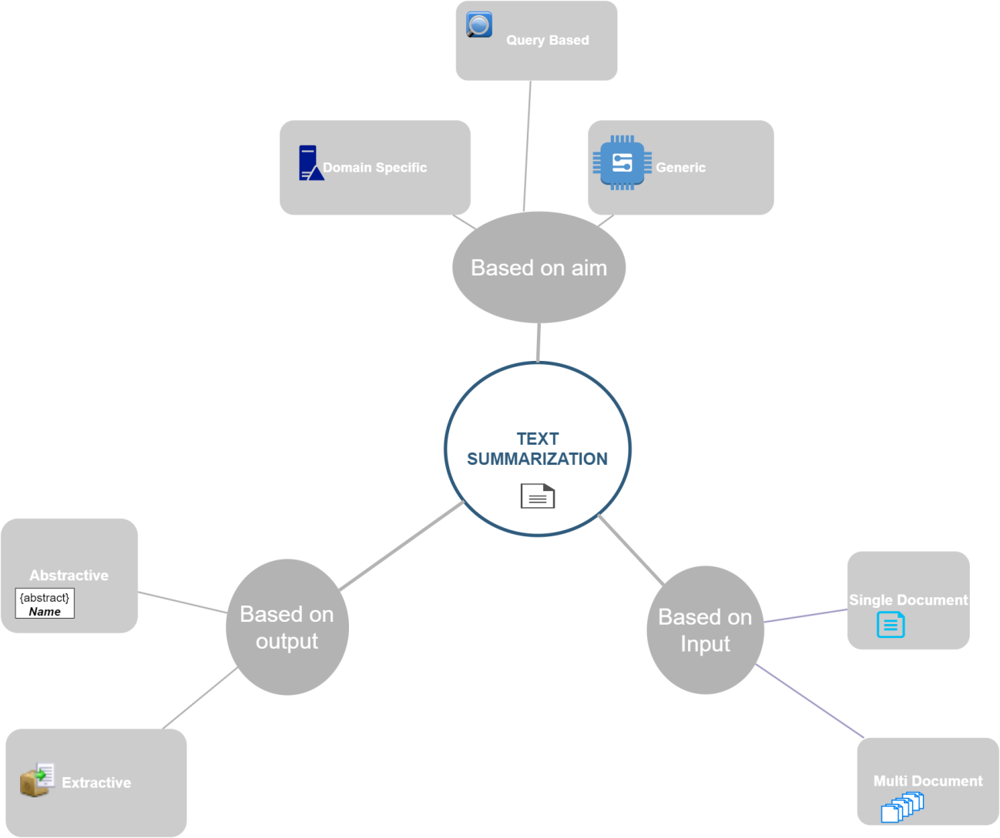 Query Based
Domain Specific
Generic
Based on aim
TEXT
SUMMARIZATION
Abstractive
{abstract}
Name
Based on
output
Based on
Input
Single Document
Extractive
Multi Document